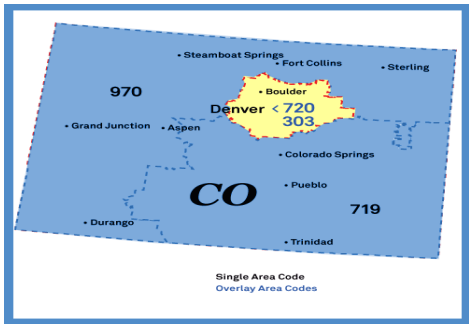 Steamboat Springs
Fort Collins
Sterling
970
Boulder
Denver < 720
303
Grand Junction
Aspen
Colorado Springs
CO
Pueblo
719
Durango
Trinidad
Single Area Code
Overlay Area Codes